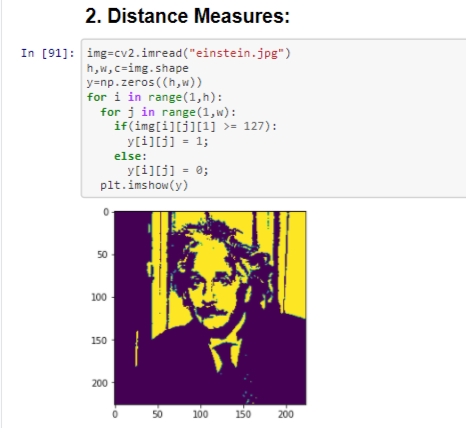 2. Distance Measures:
In [91]: img=cv2.imread("einstein.jpg")
h,w,c=img.shape
y=np.zeros((h,w))
for i in range(1,h):
  for j in range(1,w):
    if(img[i][j][1] >= 127):
      y[i][j] = 1;
    else:
      y[i][j] = 0;
  plt.imshow(y)
0
50
100
150
200
0 50 100 150 200